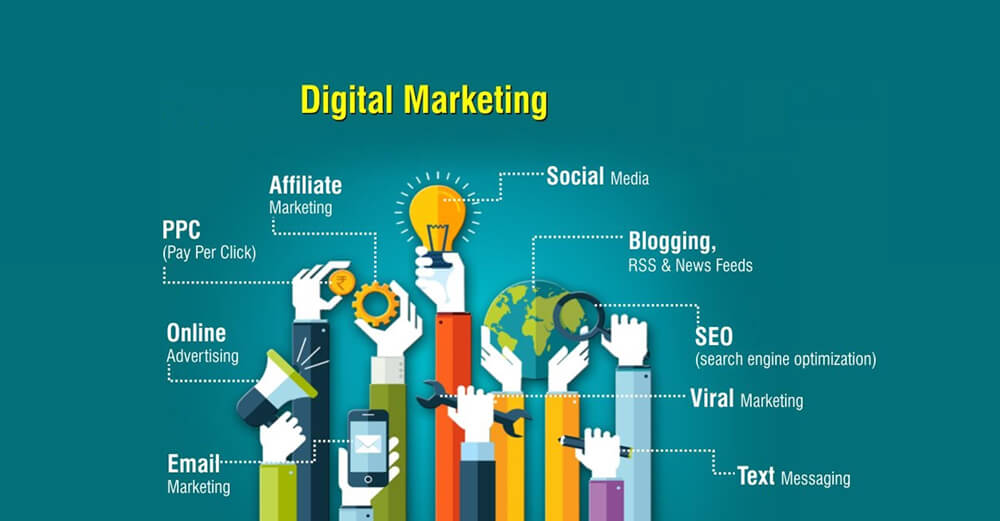 Digital Marketing
Affiliate
Marketing
Social Media
PPC
(Pay Per Click)
Blogging,
RSS & News Feeds
Online
Advertising
SEO
(search engine optimization)
Viral Marketing
Email
Marketing
Text Messaging
₹